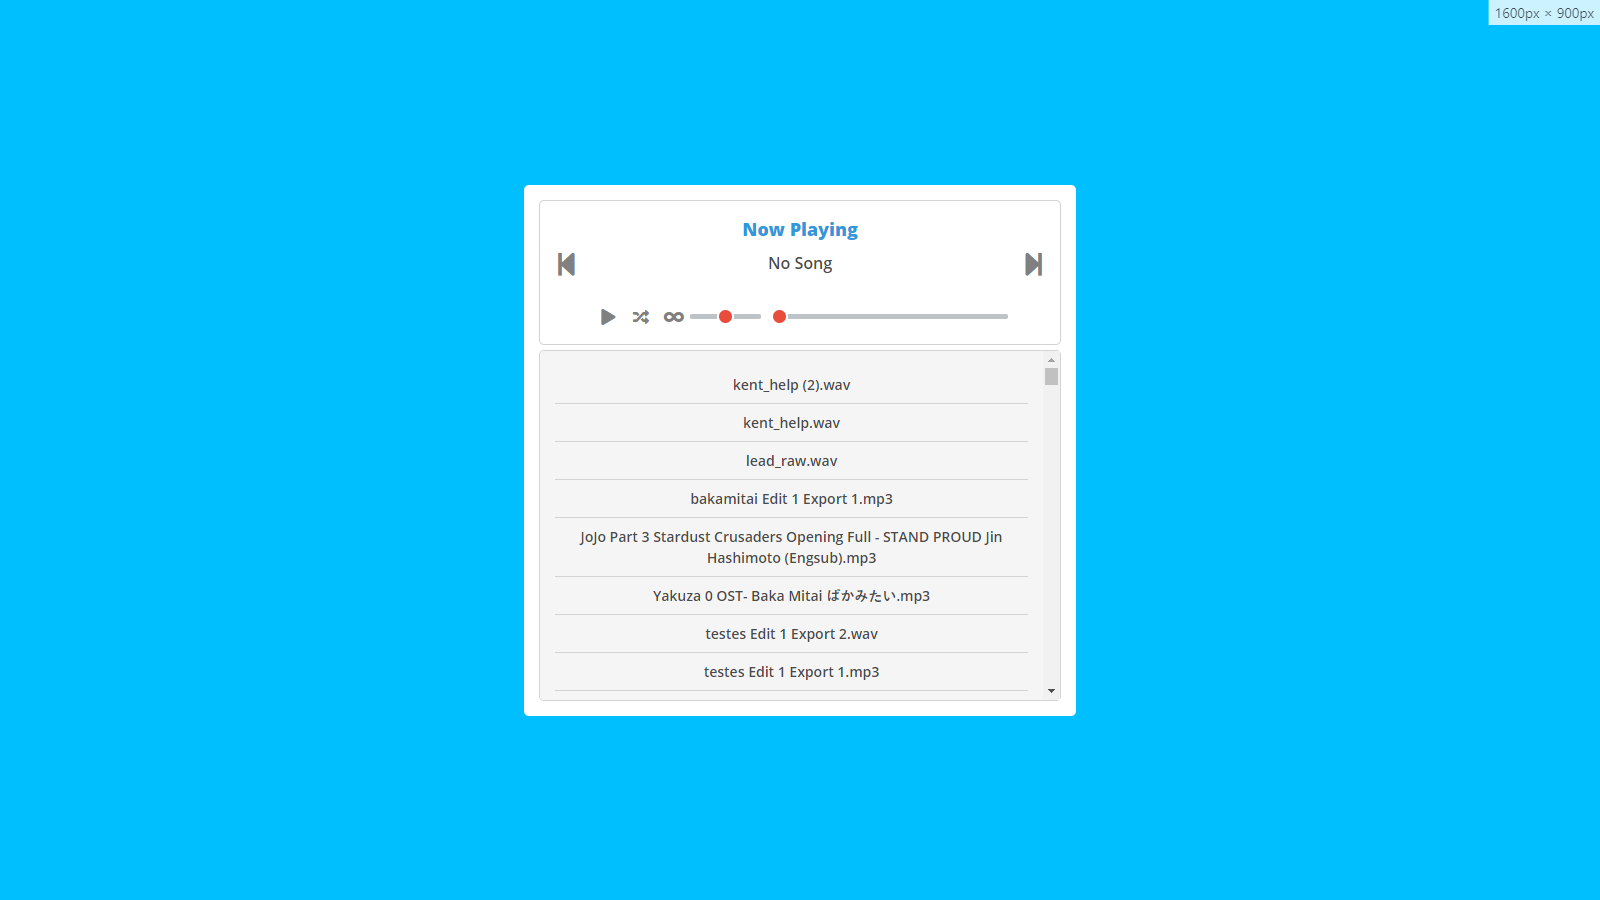 1600px × 900px
Now Playing
No Song
kent_help (2).wav
kent_help.wav
lead_raw.wav
bakamitai Edit 1 Export 1.mp3
JoJo Part 3 Stardust Crusaders Opening Full - STAND PROUD Jin
Hashimoto (Engsub).mp3
Yakuza 0 OST- Baka Mitai ばかみたい.mp3
testes Edit 1 Export 2.wav
testes Edit 1 Export 1.mp3